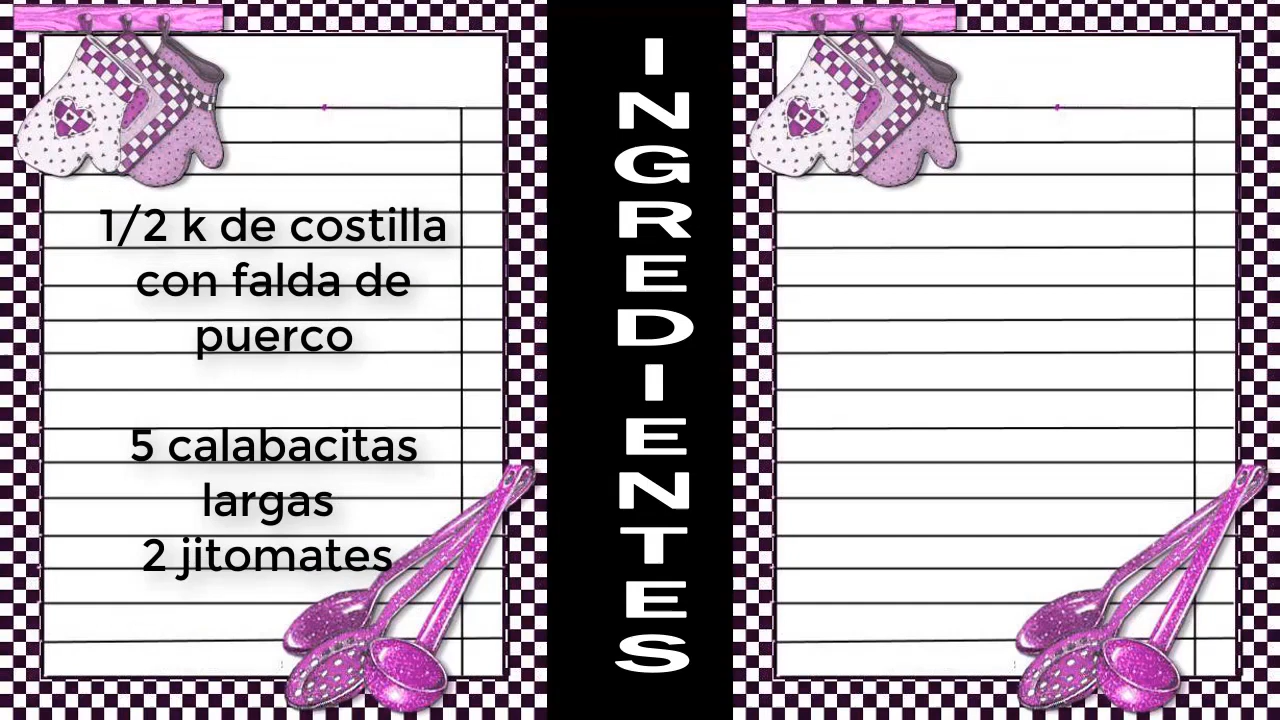 1/2 k de costilla
con falda de
puerco
5 calabacitas
largas
2 jitomates
INGREDIENTES